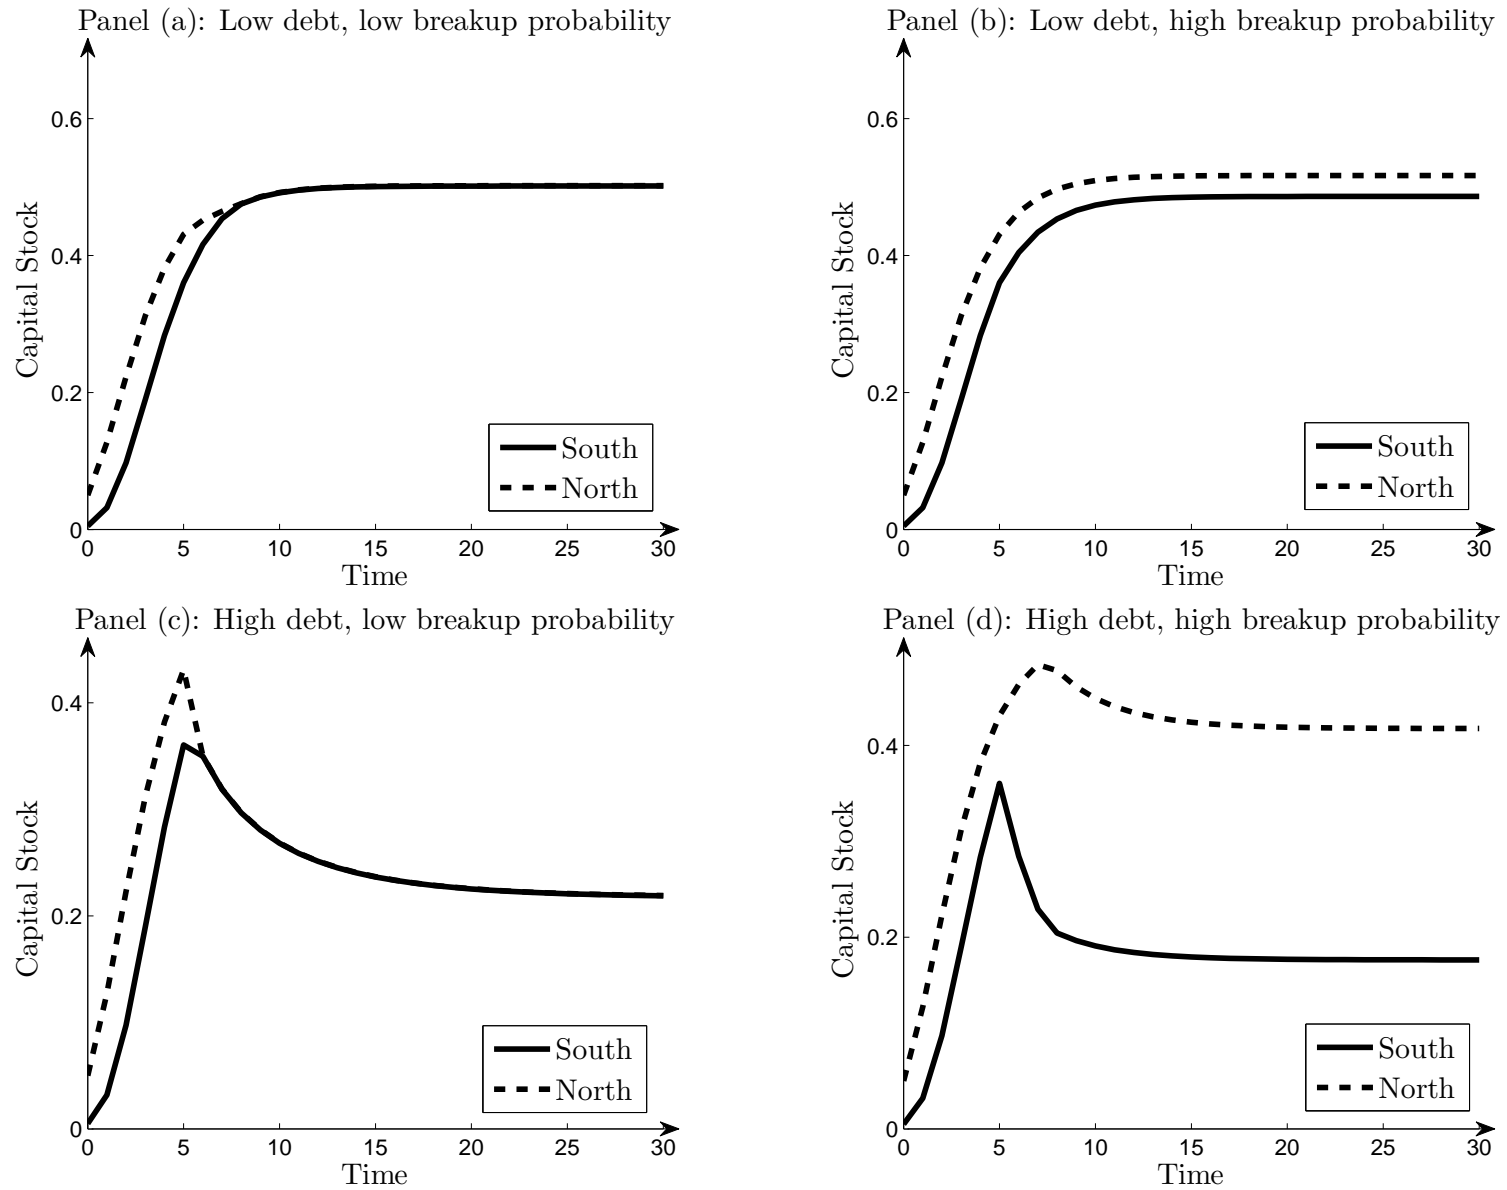 Panel (a): Low debt, low breakup probability
0.6
0.4
0.2
0
Capital Stock
South
North
0 5 10 15 20 25 30
Time
Panel (b): Low debt, high breakup probability
0.6
0.4
0.2
0
Capital Stock
South
North
0 5 10 15 20 25 30
Time
Panel (c): High debt, low breakup probability
0.4
0.2
0
Capital Stock
South
North
0 5 10 15 20 25 30
Time
Panel (d): High debt, high breakup probability
0.4
0.2
0
Capital Stock
South
North
0 5 10 15 20 25 30
Time